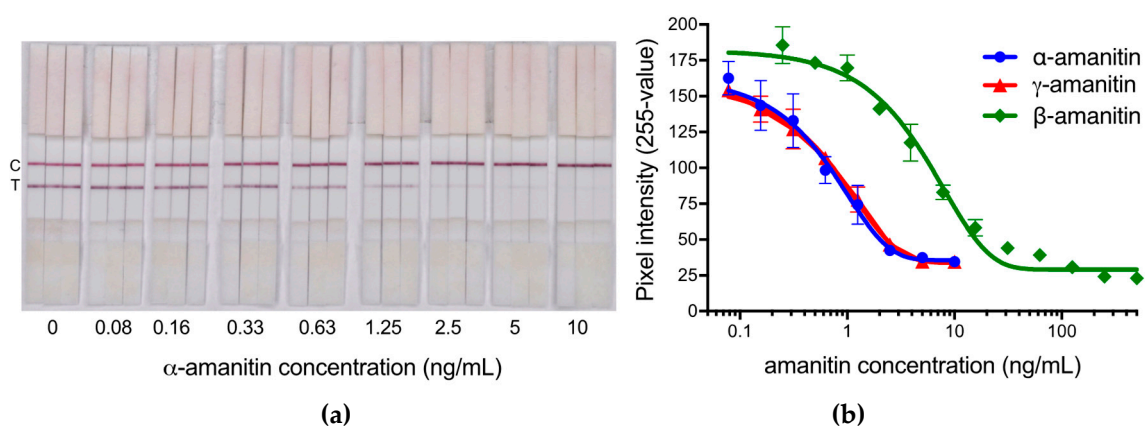 C
T
0 0.08 0.16 0.33 0.63 1.25 2.5 5 10
α-amanitin concentration (ng/mL)
(a)
200
175
150
125
100
75
50
25
0
Pixel intensity (255-value)
α-amanitin
γ-amanitin
β-amanitin
0.1 1 10 100
amanitin concentration (ng/mL)
(b)